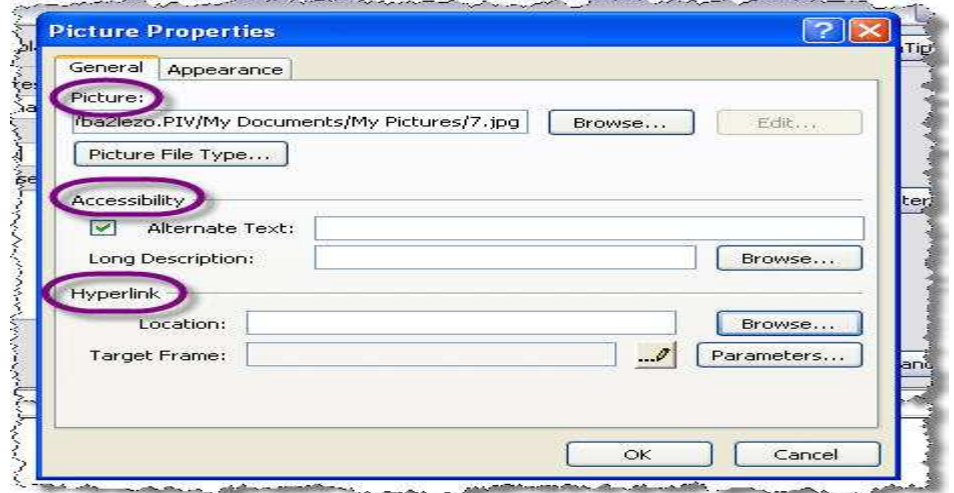 Picture Properties
General Appearance
Picture:
/ba2lezo.PIV/My Documents/My Pictures/7.jpg Browse... Edit...
Picture File Type...
Accessibility
Alternate Text:
Long Description: Browse...
Hyperlink
Location: Browse...
Target Frame: Parameters...
OK Cancel